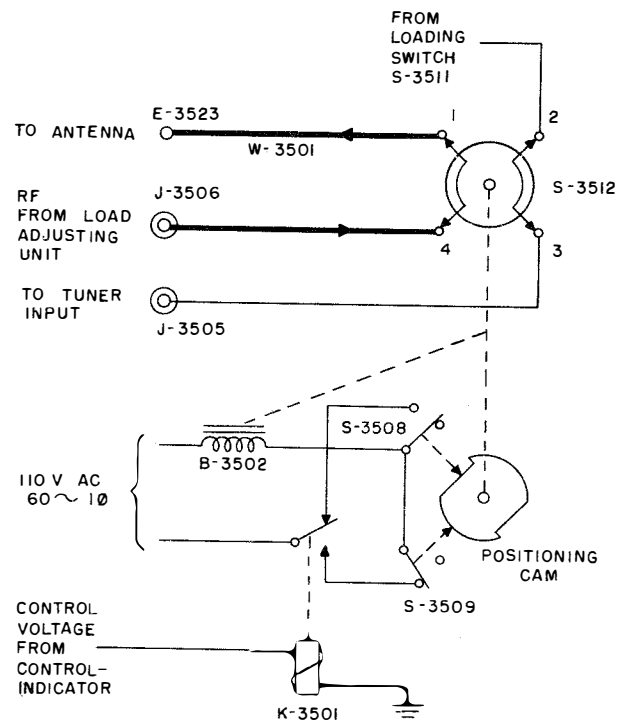 FROM
LOADING
SWITCH
S-3511
1
2
E-3523
TO ANTENNA
W-3501
S-3512
J-3506
RF
FROM LOAD
ADJUSTING
UNIT
4
3
TO TUNER
INPUT
J-3505
S-3508
B-3502
110 V AC
60~ 1Ø
POSITIONING
CAM
S-3509
CONTROL
VOLTAGE
FROM
CONTROL-
INDICATOR
K-3501